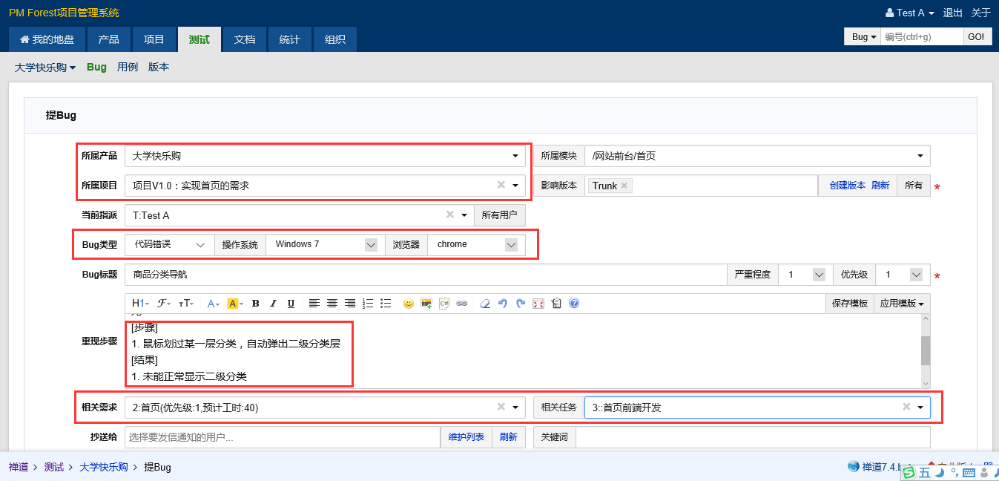 PM Forest项目管理系统
Test A 退出 关于
我的地盘 产品 项目 测试 文档 统计 组织
Bug 编号(ctrl+g) GO!
大学快乐购 Bug 用例 版本
提Bug
所属产品 大学快乐购 所属模块 /网站前台/首页
所属项目 项目V1.0：实现首页的需求 影响版本 Trunk 创建版本 刷新 所有 *
当前指派 T:Test A 所有用户
Bug类型 代码错误 操作系统 Windows 7 浏览器 chrome
Bug标题 商品分类导航 严重程度 1 优先级 1 *
H1 F тT A A B I U C# 保存模板 应用模版
重现步骤
[步骤]
1. 鼠标划过某一层分类，自动弹出二级分类层
[结果]
1. 未能正常显示二级分类
相关需求 2:首页(优先级:1,预计工时:40) 相关任务 3::首页前端开发
抄送给 选择要发信通知的用户... 维护列表 刷新 关键词
禅道 > 测试 > 大学快乐购 > 提Bug
禅道7.4.b
S 五